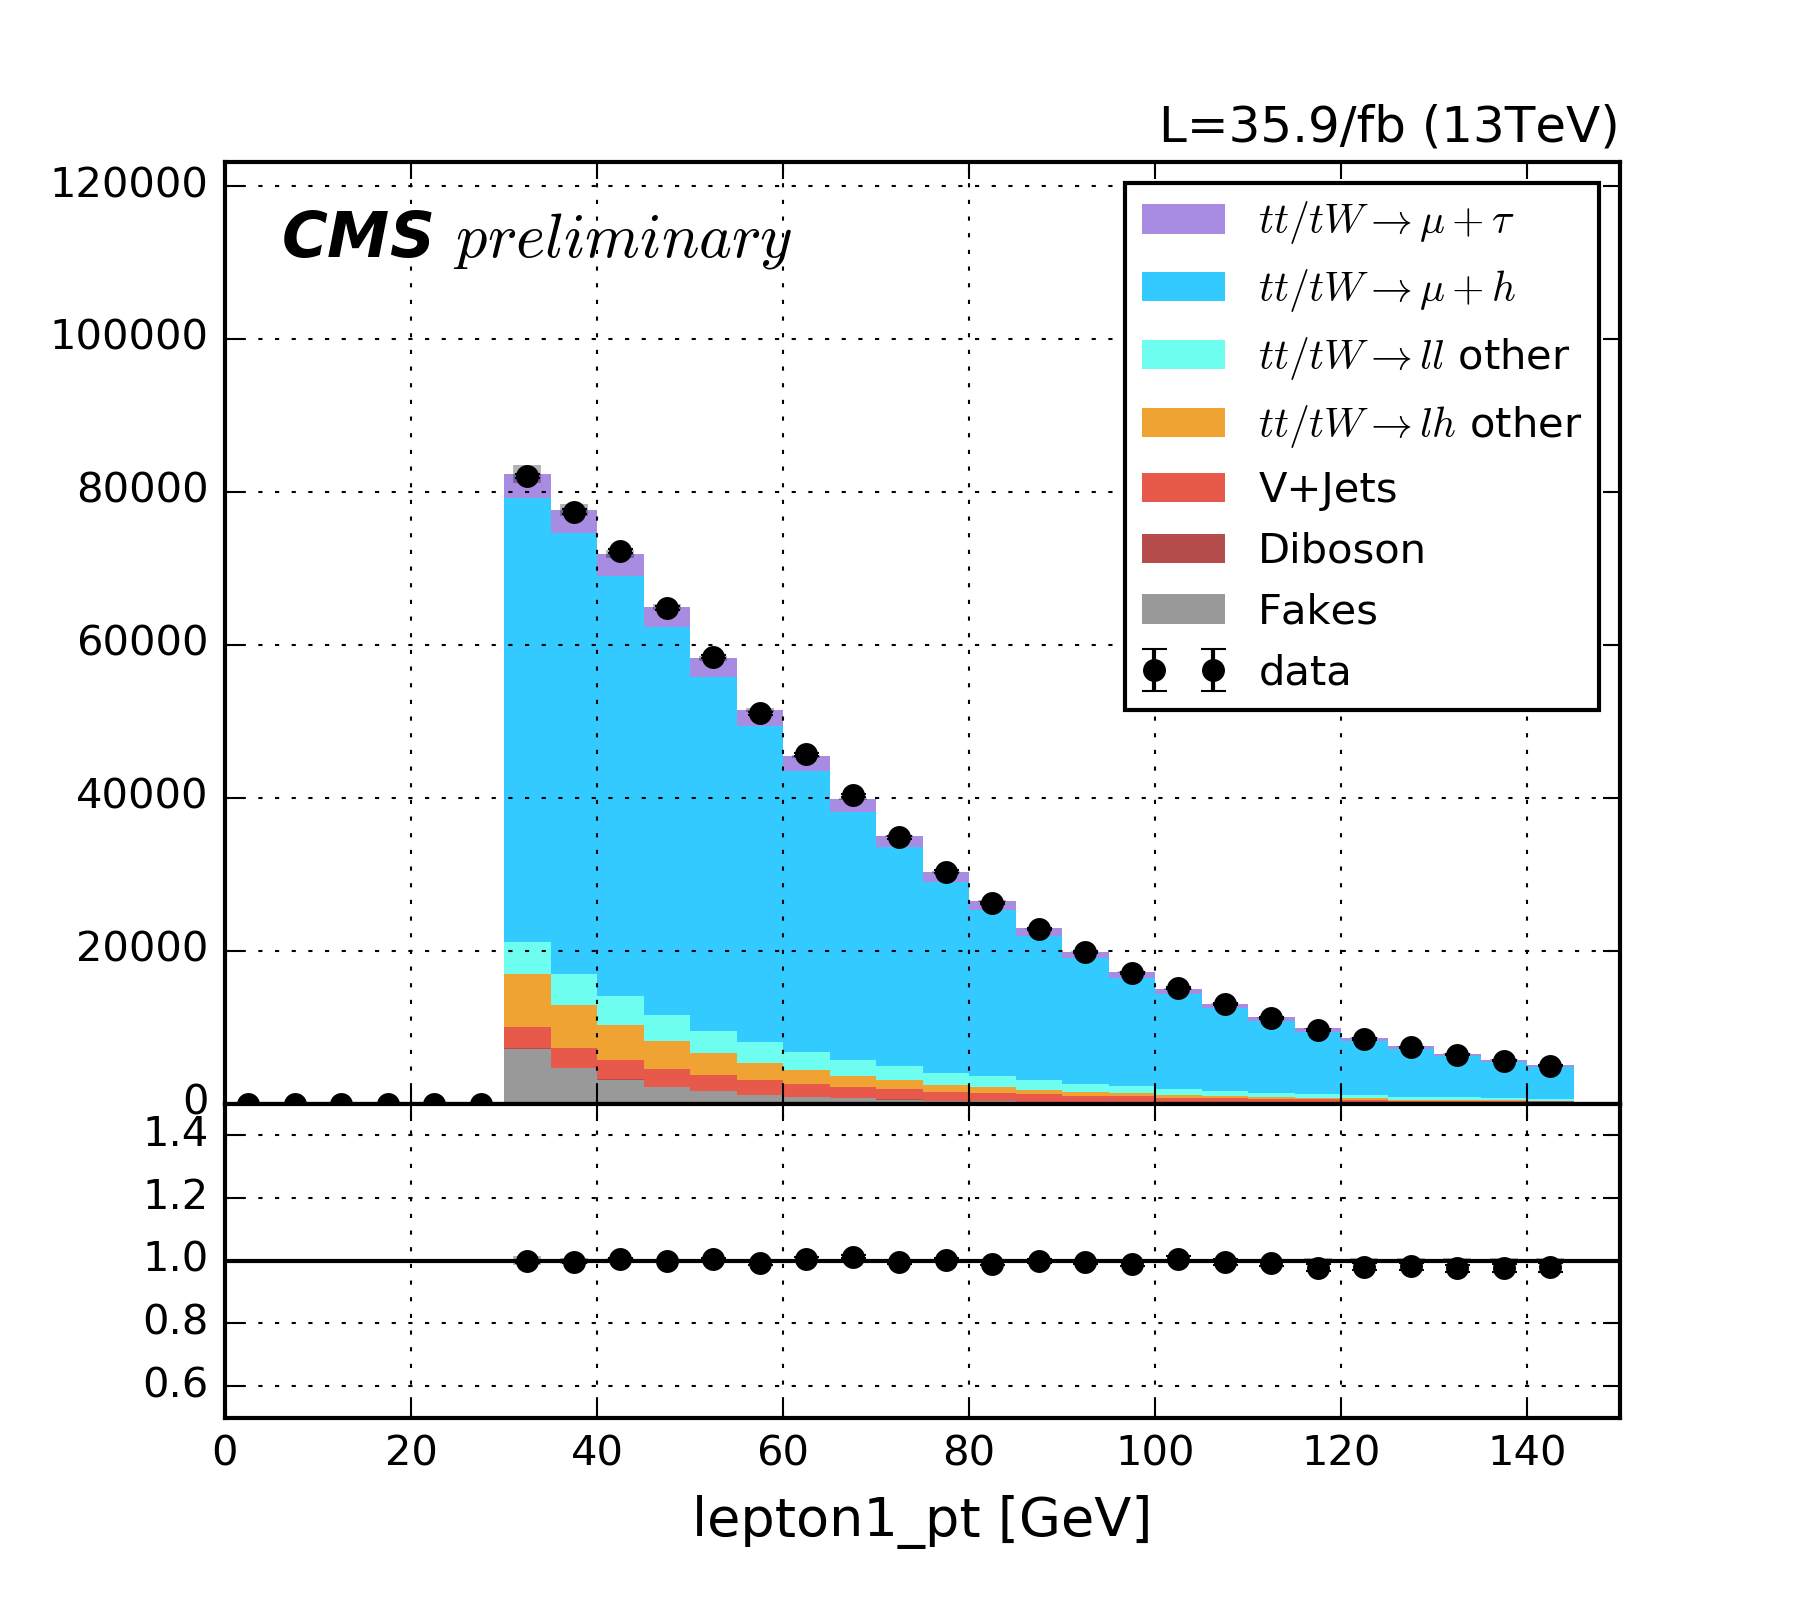 L=35.9/fb (13TeV)
CMS preliminary
120000
100000
80000
60000
40000
20000
0
tt/tW → μ + τ
tt/tW → μ + h
tt/tW → ll other
tt/tW → lh other
V+Jets
Diboson
Fakes
data
1.4
1.2
1.0
0.8
0.6
0 20 40 60 80 100 120 140
lepton1_pt [GeV]